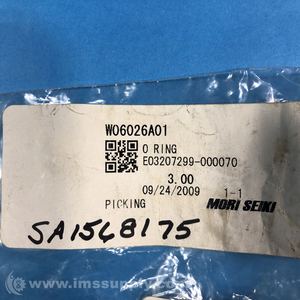 W06026A01
O RING
E03207299-000070
3.00
09/24/2009 1-1
PICKING MORI SEIKI
SA1568175
© www.imssupply.com